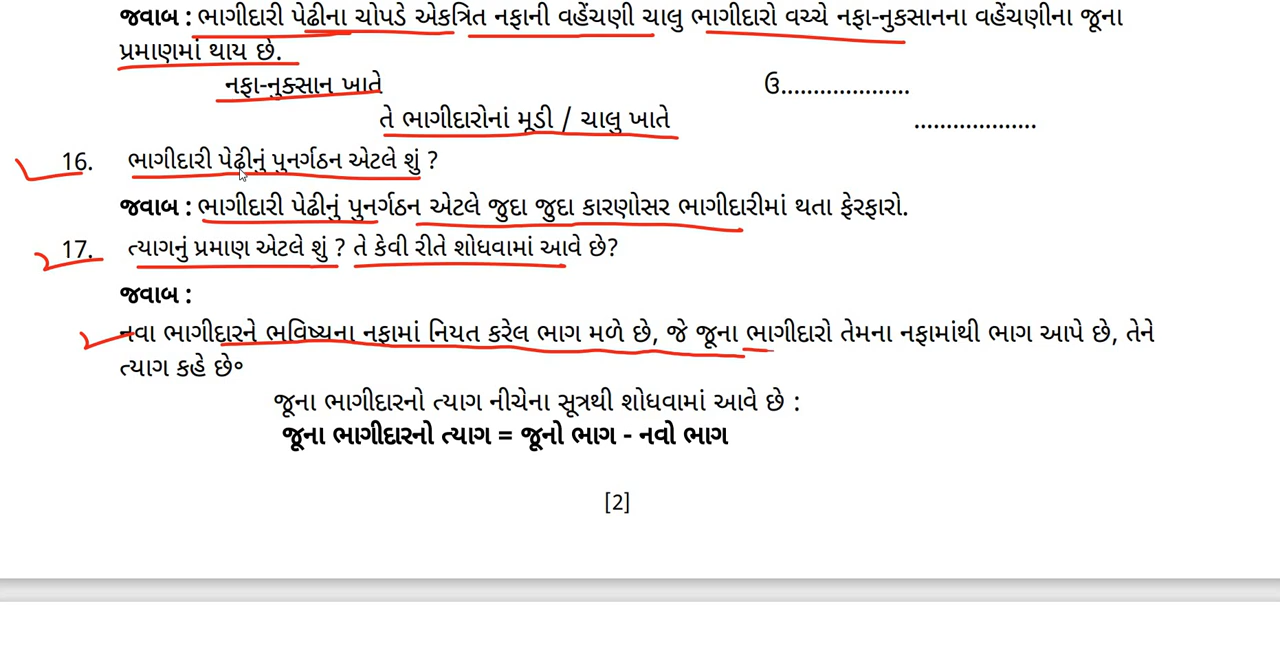 જવાબ : ભાગીદારી પેઢીના ચોપડે એકત્રિત નફાની વહેંચણી ચાલુ ભાગીદારો વચ્ચે નફા-નુકસાનના વહેંચણીના જૂના
પ્રમાણમાં થાય છે.
નફા-નુક્સાન ખાતે ઉ....................
તે ભાગીદારોનાં મૂડી / ચાલુ ખાતે ...................
16. ભાગીદારી પેઢીનું પુનર્ગઠન એટલે શું ?
જવાબ : ભાગીદારી પેઢીનું પુનર્ગઠન એટલે જુદા જુદા કારણોસર ભાગીદારીમાં થતા ફેરફારો.
17. ત્યાગનું પ્રમાણ એટલે શું ? તે કેવી રીતે શોધવામાં આવે છે?
જવાબ :
નવા ભાગીદારને ભવિષ્યના નફામાં નિયત કરેલ ભાગ મળે છે, જે જૂના ભાગીદારો તેમના નફામાંથી ભાગ આપે છે, તેને
ત્યાગ કહે છે॰
જૂના ભાગીદારનો ત્યાગ નીચેના સૂત્રથી શોધવામાં આવે છે :
જૂના ભાગીદારનો ત્યાગ = જૂનો ભાગ - નવો ભાગ
[2]